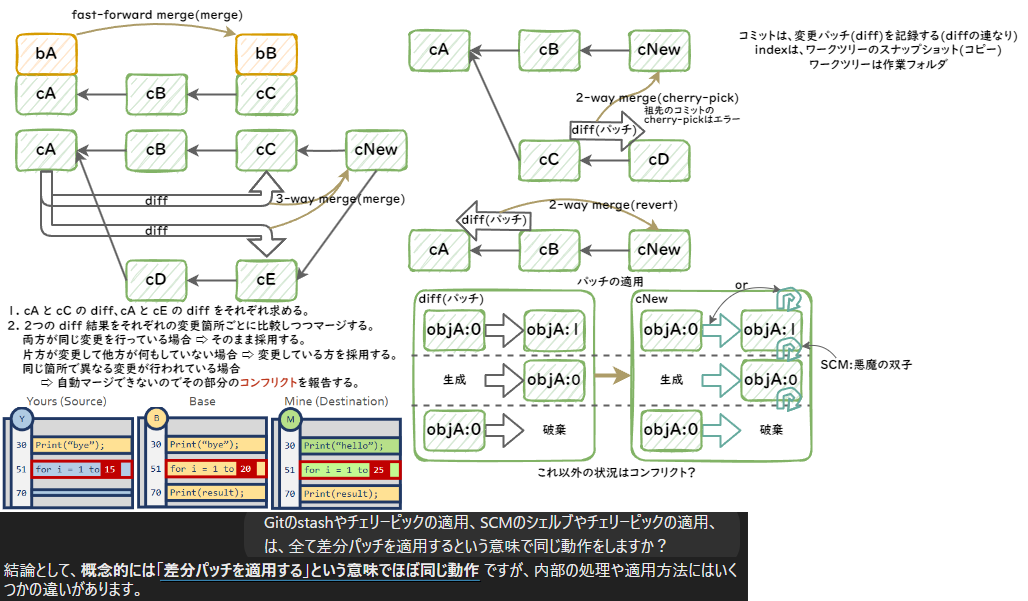 fast-forward merge(merge)
bA
bB
cA
cB
cC
cA
cB
cC
cNew
diff
3-way merge(merge)
diff
cD
cE
1. cA と cC の diff、cA と cE の diff をそれぞれ求める。
2. 2つの diff 結果をそれぞれの変更箇所ごとに比較しつつマージする。
両方が同じ変更を行っている場合 ⇒ そのまま採用する。
片方が変更して他方が何もしていない場合 ⇒ 変更している方を採用する。
同じ箇所で異なる変更が行われている場合
⇒ 自動マージできないのでその部分のコンフリクトを報告する。
Yours (Source)
Base
Mine (Destination)
Y
30 Print("bye");
51 for i = 1 to 15
70
B
30 Print("bye");
51 for i = 1 to 20
70 Print(result);
M
30 Print("hello");
51 for i = 1 to 25
70 Print(result);
cA
cB
cNew
2-way merge(cherry-pick)
祖先のコミットの
cherry-pickはエラー
diff(パッチ)
cC
cD
コミットは、変更パッチ(diff)を記録する(diffの連なり)
indexは、ワークツリーのスナップショット(コピー)
ワークツリーは作業フォルダ
2-way merge(revert)
diff(パッチ)
cA
cB
cNew
パッチの適用
diff(パッチ)
objA:0
objA:1
生成
objA:0
objA:0
破棄
cNew
or
objA:0
objA:1
SCM:悪魔の双子
生成
objA:0
objA:0
破棄
これ以外の状況はコンフリクト?
Gitのstashやチェリーピックの適用、SCMのシェルブやチェリーピックの適用、
は、全て差分パッチを適用するという意味で同じ動作をしますか?
結論として、概念的には「差分パッチを適用する」という意味でほぼ同じ動作 ですが、内部の処理や適用方法にはいく
つかの違いがあります。